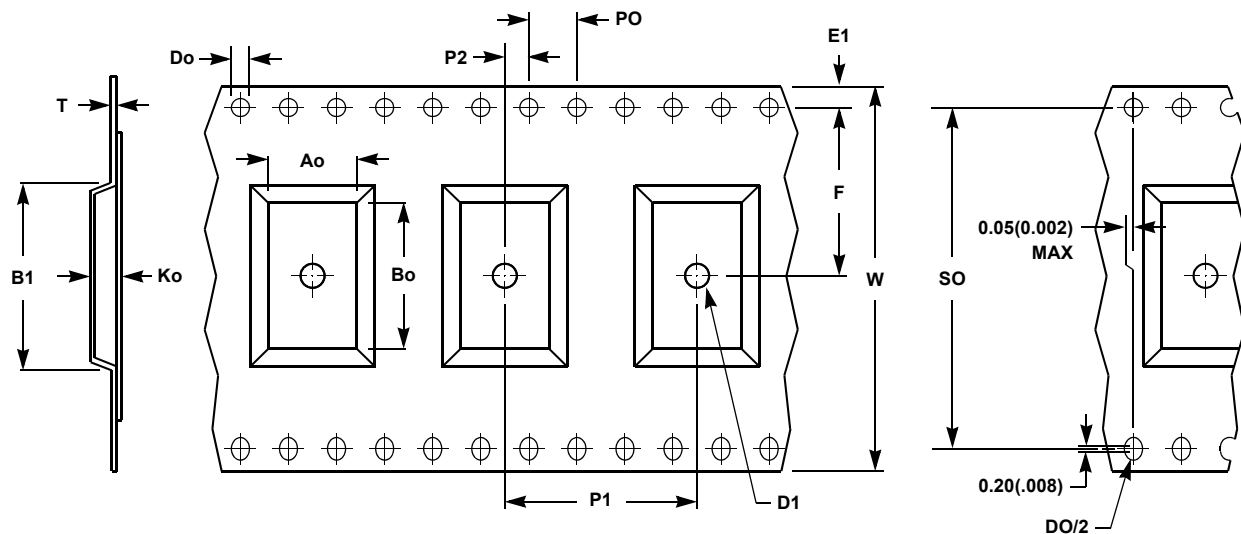 PO
E1
Do
P2
T
Ao
F
0.05(0.002)
MAX
B1
Ko
Bo
W
SO
0.20(.008)
P1
D1
DO/2